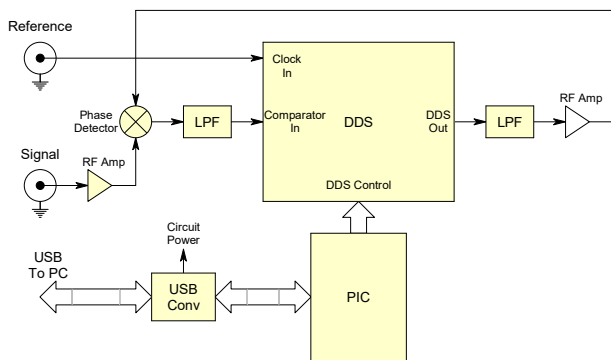 Reference
Clock
In
Phase
Detector
LPF
Comparator
In
DDS
DDS
Out
LPF
RF Amp
Signal
RF Amp
DDS Control
Circuit
Power
USB
To PC
USB
Conv
PIC